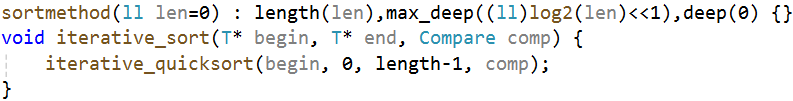 sortmethod(ll len=0) : length(len),max_deep((ll)log2(len)<<1),deep(0) {}
void iterative_sort(T* begin, T* end, Compare comp) {
    iterative_quicksort(begin, 0, length-1, comp);
}